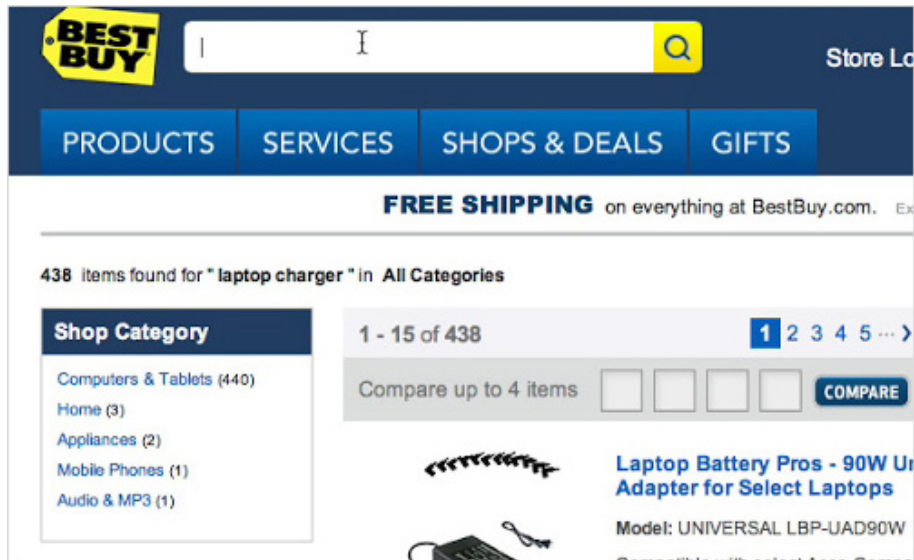 BEST
BUY
Store
PRODUCTS SERVICES SHOPS & DEALS GIFTS
FREE SHIPPING on everything at BestBuy.com.
438 items found for " laptop charger " in All Categories
Shop Category
1 - 15 of 438
1 2 3 4 5 ... >
Computers & Tablets (440)
Compare up to 4 items
COMPARE
Home (3)
Appliances (2)
Mobile Phones (1)
Audio & MP3 (1)
Laptop Battery Pros - 90W
Adapter for Select Laptops
Model: UNIVERSAL LBP-UAD90W